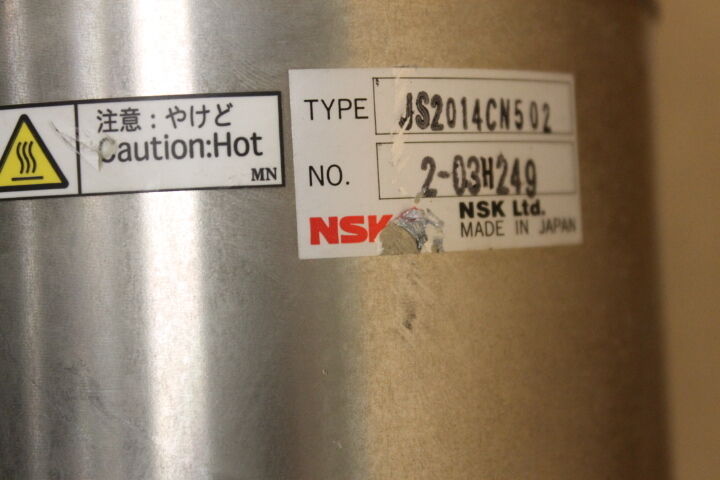 注意：やけど
Caution:Hot
MN
TYPE JS2014CN502
NO. 2-03H249
NSK NSK Ltd.
MADE IN JAPAN